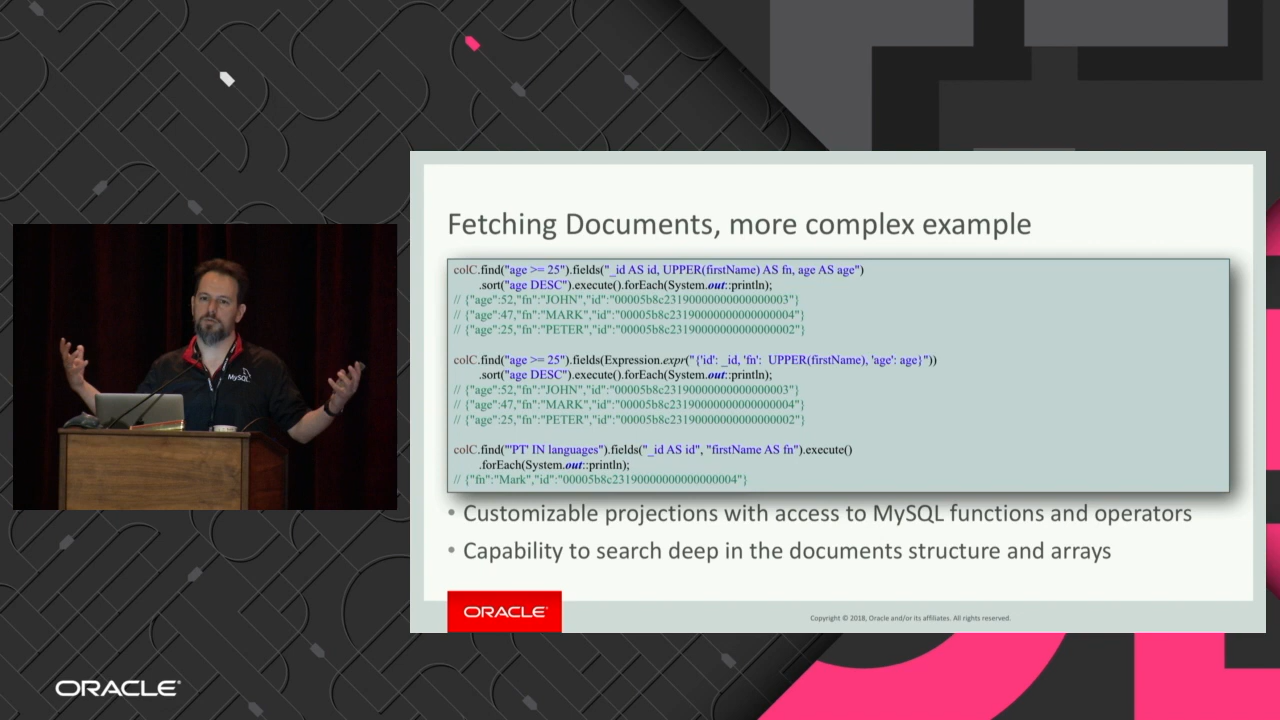 Fetching Documents, more complex example
colC.find("age >= 25").fields("_id AS id, UPPER(firstName) AS fn, age AS age")
.sort("age DESC").execute().forEach(System.out::println);
// {"age":52,"fn":"JOHN","id":"00005b8c23190000000000000003"}
// {"age":47,"fn":"MARK","id":"00005b8c23190000000000000004"}
// {"age":25,"fn":"PETER","id":"00005b8c23190000000000000002"}
colC.find("age >= 25").fields(Expression.expr("{'id': _id, 'fn':  UPPER(firstName), 'age': age}"))
.sort("age DESC").execute().forEach(System.out::println);
// {"age":52,"fn":"JOHN","id":"00005b8c23190000000000000003"}
// {"age":47,"fn":"MARK","id":"00005b8c23190000000000000004"}
// {"age":25,"fn":"PETER","id":"00005b8c23190000000000000002"}
colC.find("'PT' IN languages").fields("_id AS id", "firstName AS fn").execute()
.forEach(System.out::println);
// {"fn":"Mark","id":"00005b8c23190000000000000004"}
• Customizable projections with access to MySQL functions and operators
• Capability to search deep in the documents structure and arrays
ORACLE®
Copyright © 2018, Oracle and/or its affiliates. All rights reserved.
MySQL
ORACLE®